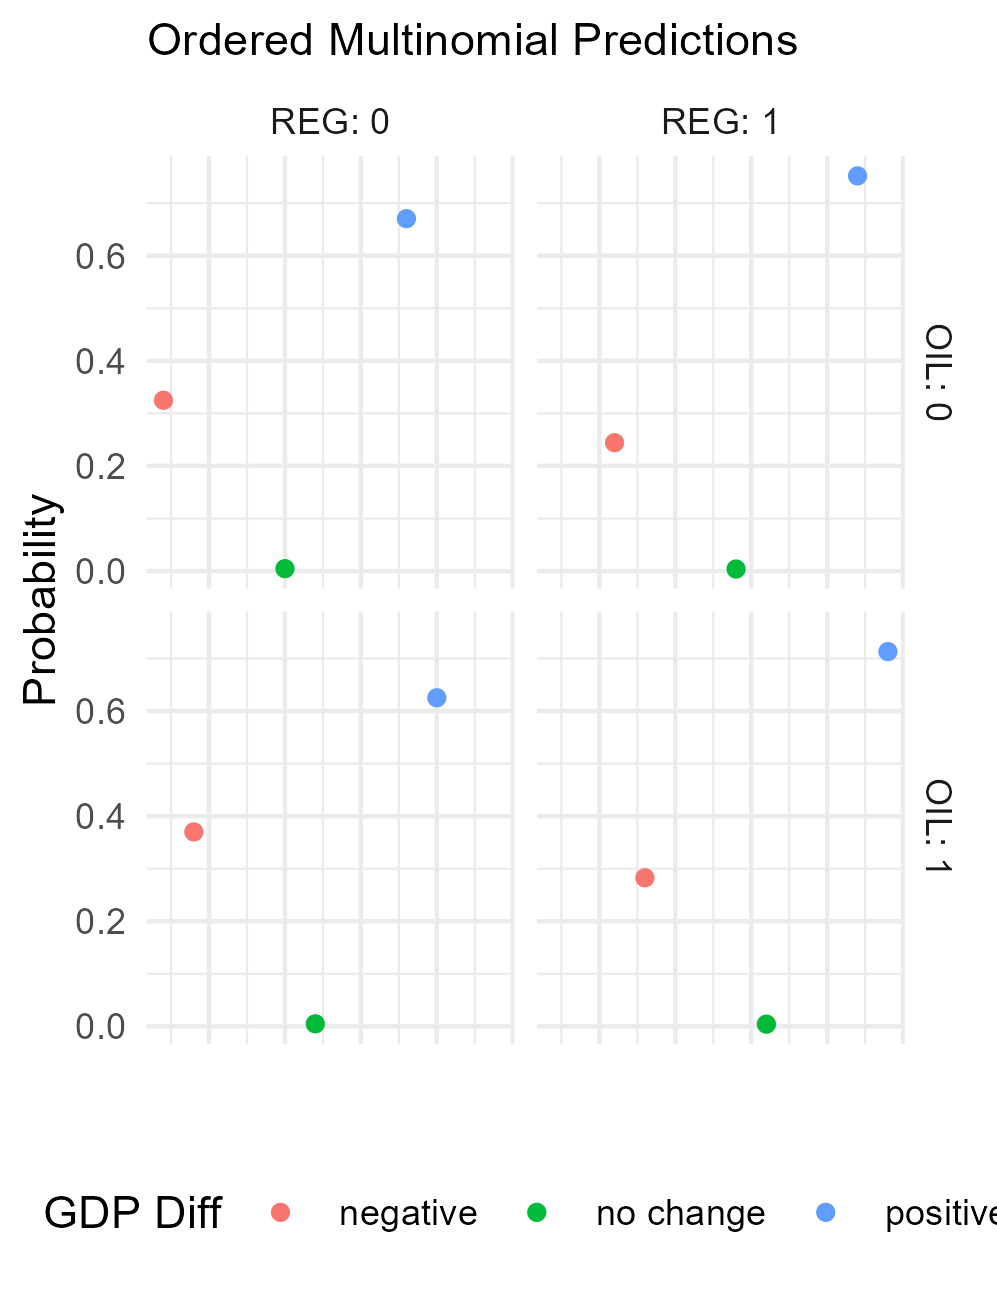 Ordered Multinomial Predictions
REG: 0
REG: 1
0.6
0.4
0.2
0.0
OIL: 0
Probability
0.6
0.4
0.2
0.0
OIL: 1
GDP Diff negative no change positive